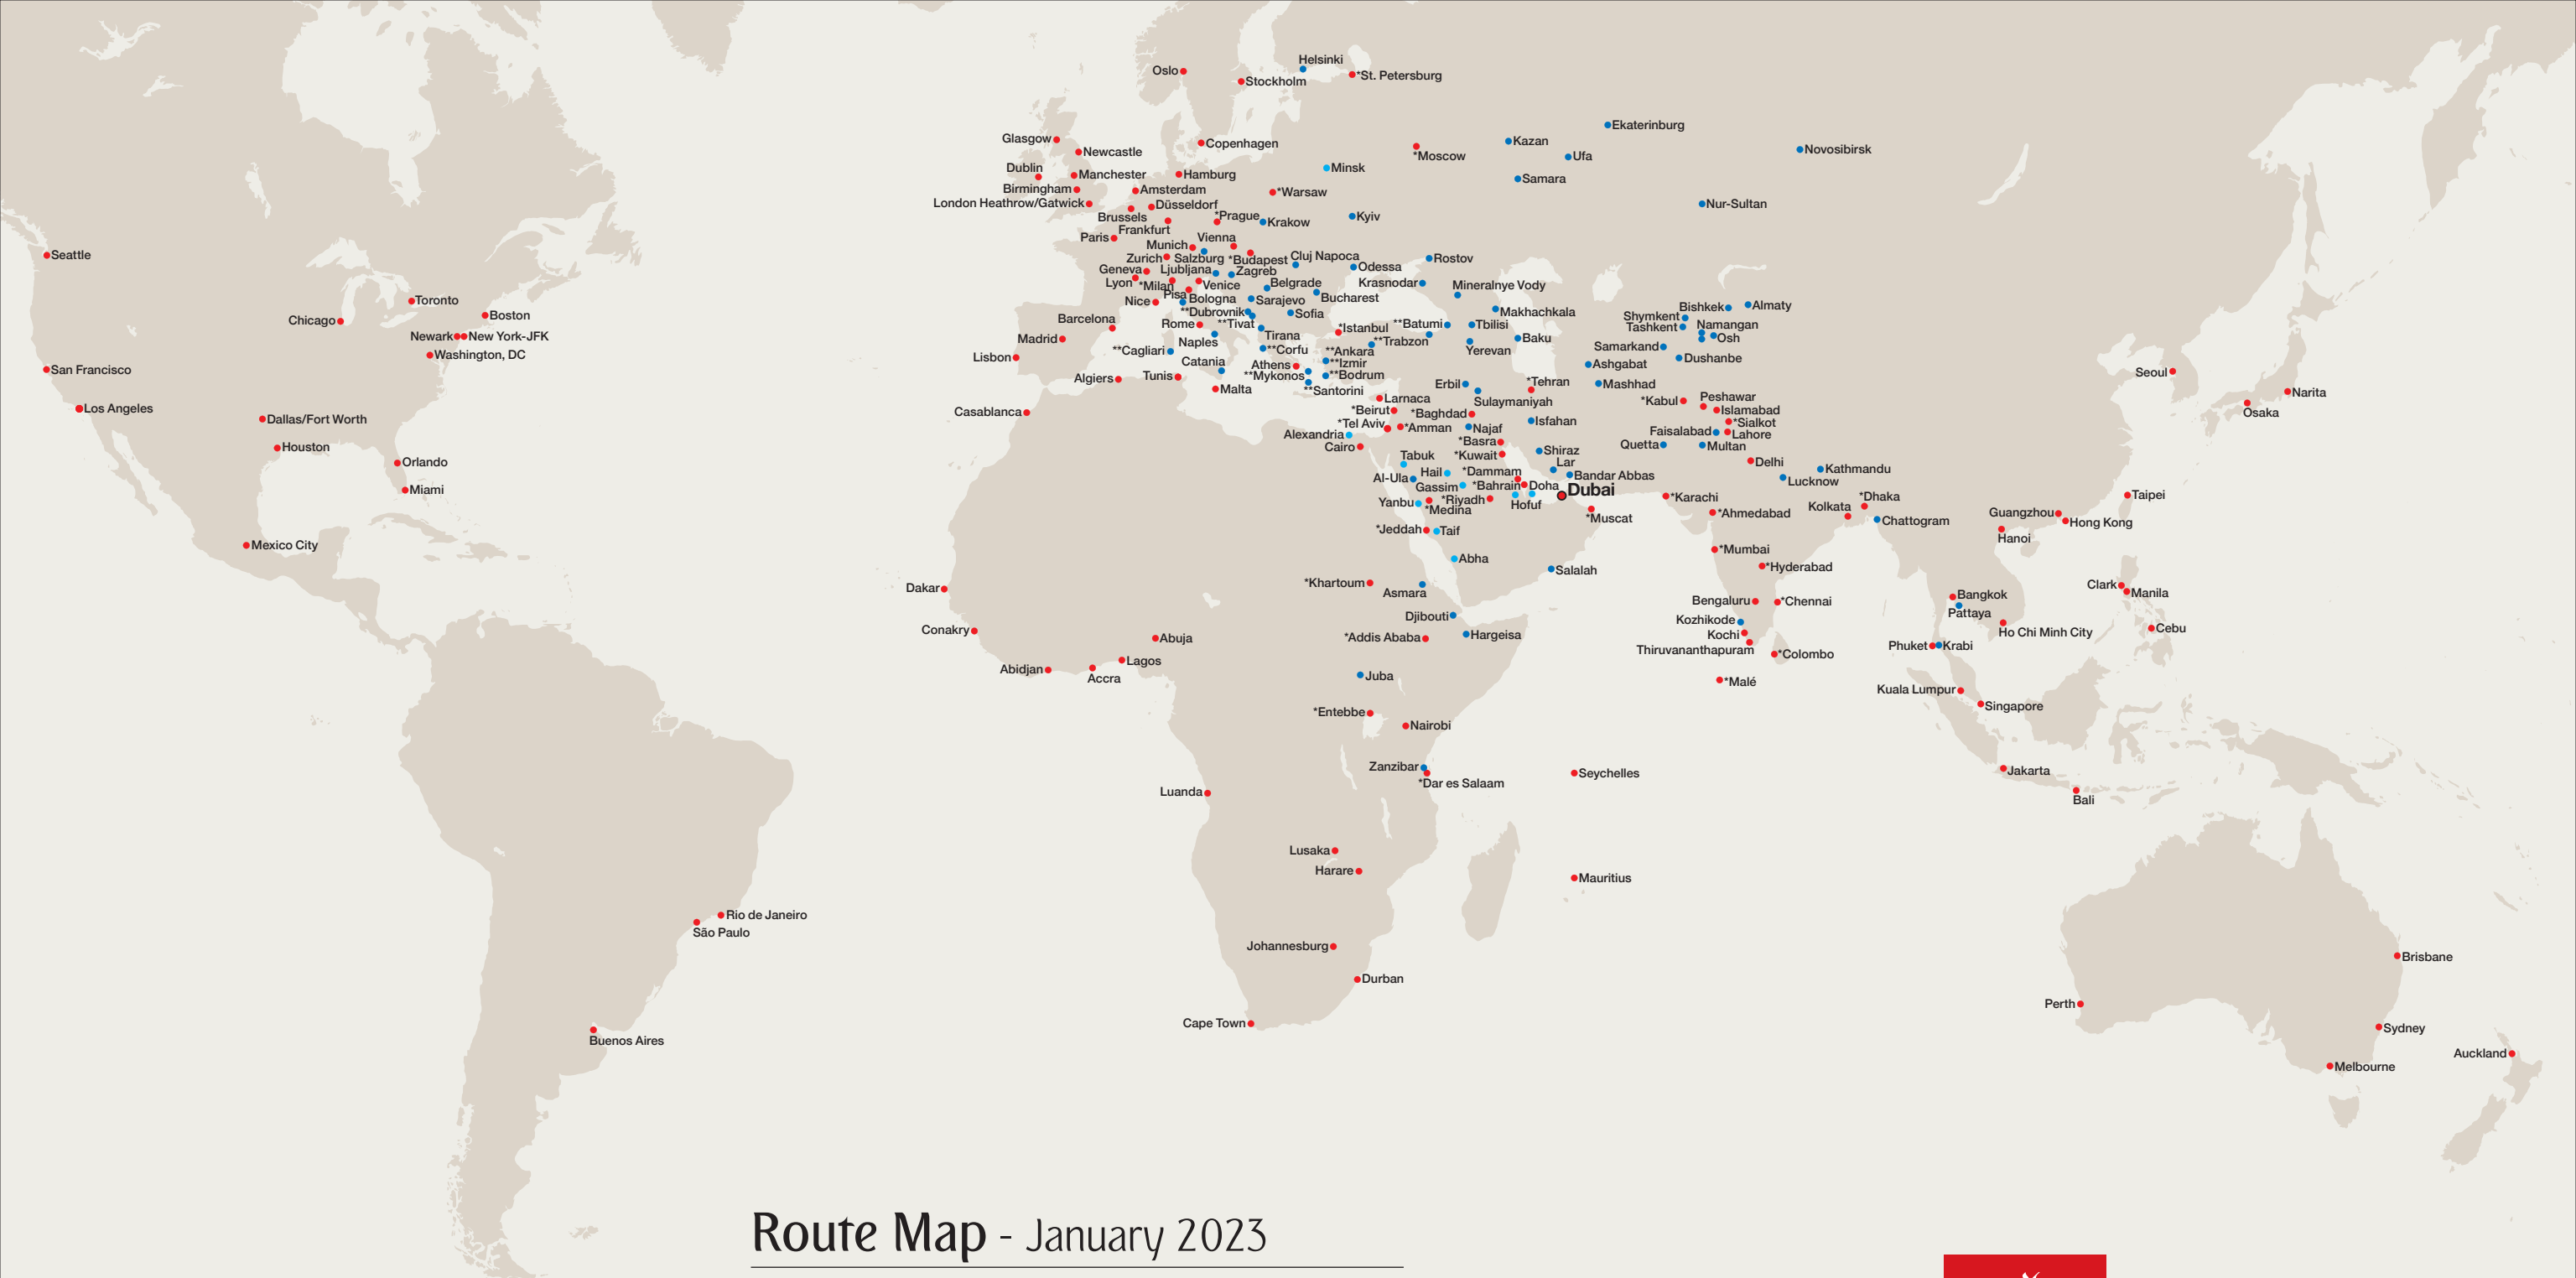 Helsinki
Oslo
*St. Petersburg
Stockholm
Ekaterinburg
Glasgow
Kazan
Copenhagen
Newcastle
Novosibirsk
*Moscow
Ufa
Dublin
Minsk
Manchester
Hamburg
Samara
Birmingham
Amsterdam
*Warsaw
London Heathrow/Gatwick
Düsseldorf
Nur-Sultan
Brussels
*Prague
Kyiv
Krakow
Frankfurt
Paris
Vienna
Munich
Seattle
Cluj Napoca
Zurich
Salzburg
*Budapest
Rostov
Geneva
Ljubljana
Zagreb
Odessa
Lyon
*Milan
Venice
Belgrade
Krasnodar
Mineralnye Vody
Pisa
Bologna
Bucharest
Toronto
Nice
Sarajevo
Bishkek
Almaty
**Dubrovnik
Sofia
Makhachkala
Boston
Shymkent
Chicago
Barcelona
Rome
**Tivat
*Istanbul
**Batumi
Tbilisi
Tashkent
Namangan
Newark
New York-JFK
Madrid
Naples
Tirana
**Trabzon
Baku
Osh
Washington, DC
**Cagliari
**Corfu
**Ankara
Yerevan
Samarkand
Lisbon
Catania
Athens
**Izmir
Ashgabat
Dushanbe
San Francisco
**Mykonos
**Bodrum
Seoul
Algiers
Tunis
Malta
**Santorini
Erbil
*Tehran
Mashhad
Narita
Larnaca
Sulaymaniyah
*Kabul
Peshawar
Los Angeles
Casablanca
*Beirut
*Baghdad
Islamabad
Osaka
Dallas/Fort Worth
*Tel Aviv
*Amman
Najaf
Isfahan
*Sialkot
Alexandria
Faisalabad
Lahore
Houston
Cairo
*Basra
Quetta
Multan
Tabuk
*Kuwait
Shiraz
Orlando
Lar
Delhi
Hail
*Dammam
Kathmandu
Al-Ula
Bandar Abbas
Lucknow
Miami
Gassim
*Bahrain
Doha
Dubai
Yanbu
*Riyadh
*Karachi
*Dhaka
Taipei
*Medina
Hofuf
*Muscat
*Ahmedabad
Kolkata
Guangzhou
*Jeddah
Taif
Chattogram
Hong Kong
Hanoi
Mexico City
*Mumbai
Abha
*Hyderabad
Salalah
*Khartoum
Clark
Dakar
Asmara
Manila
Bengaluru
*Chennai
Bangkok
Pattaya
Djibouti
Kozhikode
Conakry
Cebu
Abuja
*Addis Ababa
Hargeisa
Kochi
Ho Chi Minh City
Phuket
Krabi
Thiruvananthapuram
*Colombo
Lagos
Abidjan
Accra
Juba
*Malé
Kuala Lumpur
Singapore
*Entebbe
Nairobi
Zanzibar
Seychelles
Jakarta
*Dar es Salaam
Luanda
Bali
Lusaka
Harare
Mauritius
Rio de Janeiro
São Paulo
Johannesburg
Brisbane
Durban
Perth
Cape Town
Sydney
Buenos Aires
Auckland
Melbourne
Route Map - January 2023